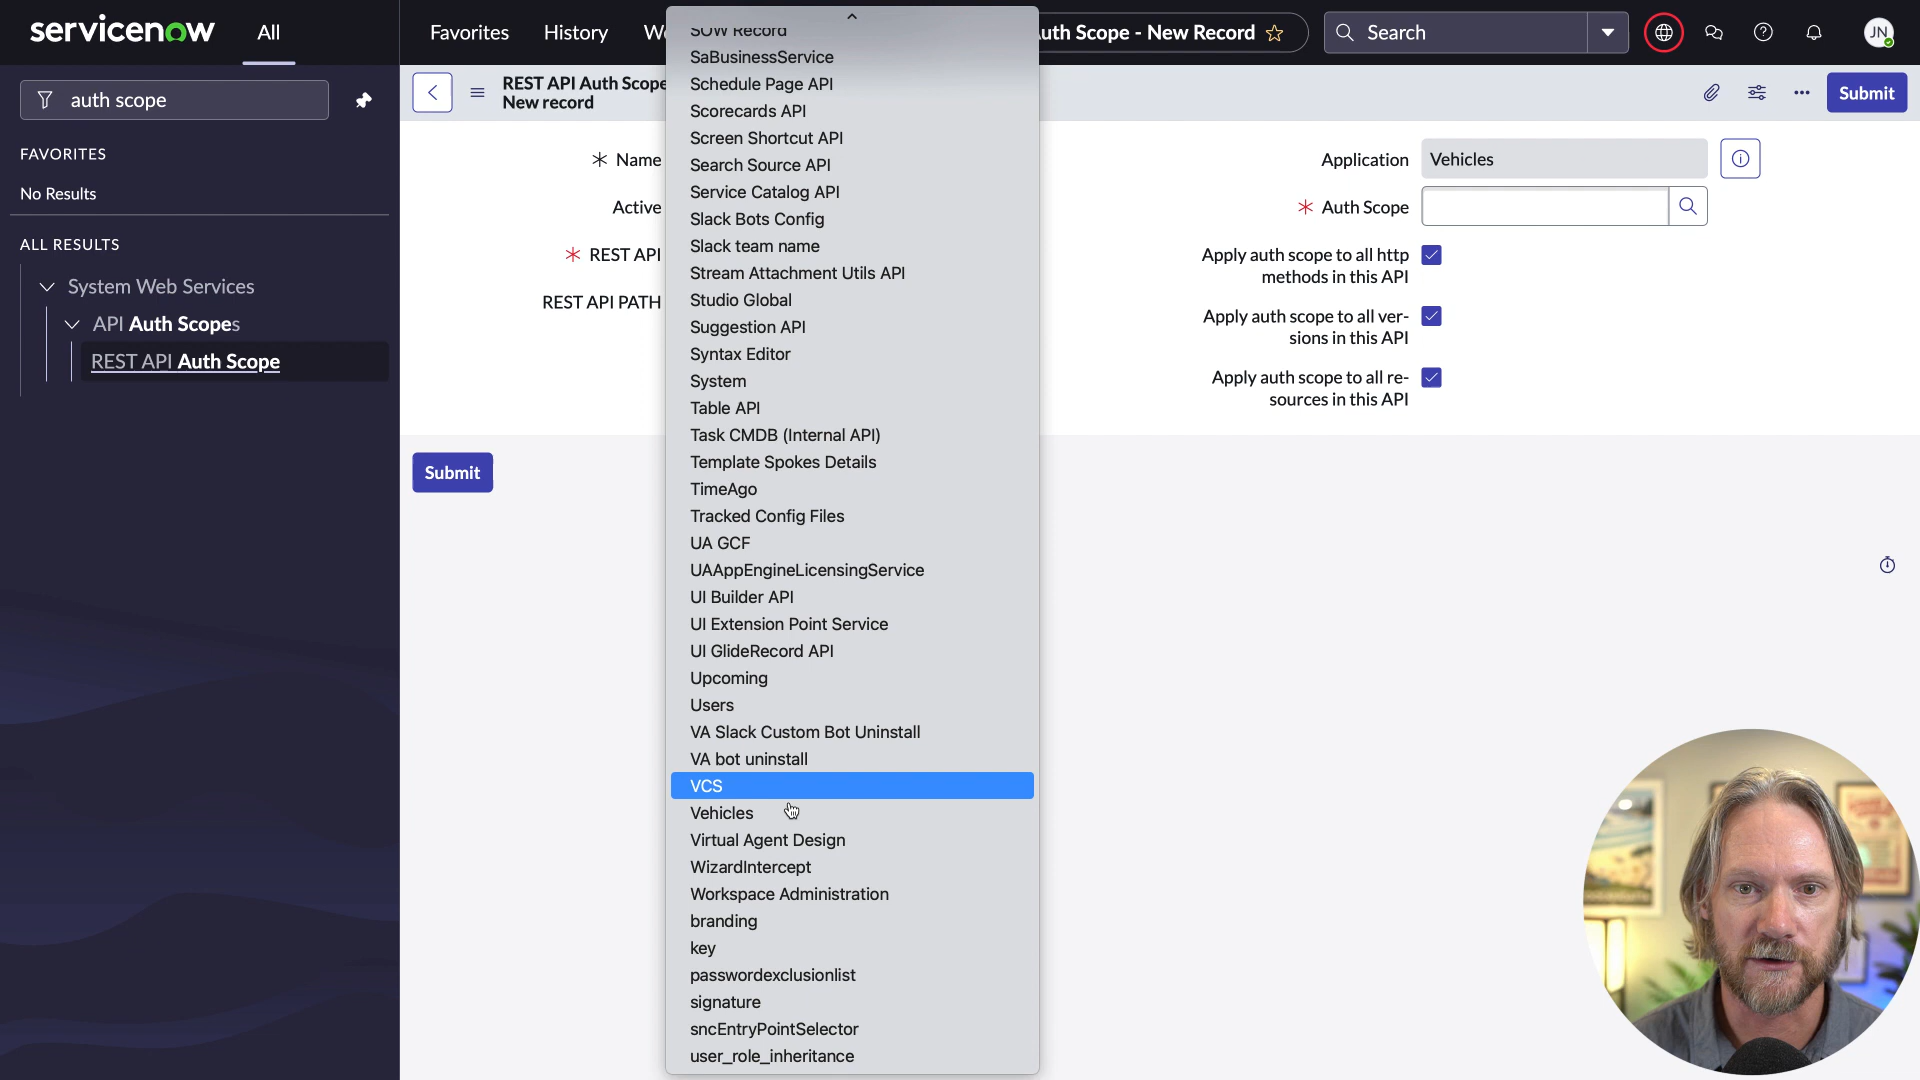 servicenow
All
Favorites
History
Auth Scope - New Record
Search
JN
auth scope
FAVORITES
No Results
ALL RESULTS
System Web Services
API Auth Scopes
REST API Auth Scope
REST API Auth Scope
New record
Submit
Name
Active
REST API
REST API PATH
Submit
SOW Record
SaBusinessService
Schedule Page API
Scorecards API
Screen Shortcut API
Search Source API
Service Catalog API
Slack Bots Config
Slack team name
Stream Attachment Utils API
Studio Global
Suggestion API
Syntax Editor
System
Table API
Task CMDB (Internal API)
Template Spokes Details
TimeAgo
Tracked Config Files
UA GCF
UAAppEngineLicensingService
UI Builder API
UI Extension Point Service
UI GlideRecord API
Upcoming
Users
VA Slack Custom Bot Uninstall
VA bot uninstall
VCS
Vehicles
Virtual Agent Design
WizardIntercept
Workspace Administration
branding
key
passwordexclusionlist
signature
sncEntryPointSelector
user_role_inheritance
Application
Vehicles
Auth Scope
Apply auth scope to all http
methods in this API
Apply auth scope to all ver-
sions in this API
Apply auth scope to all re-
sources in this API